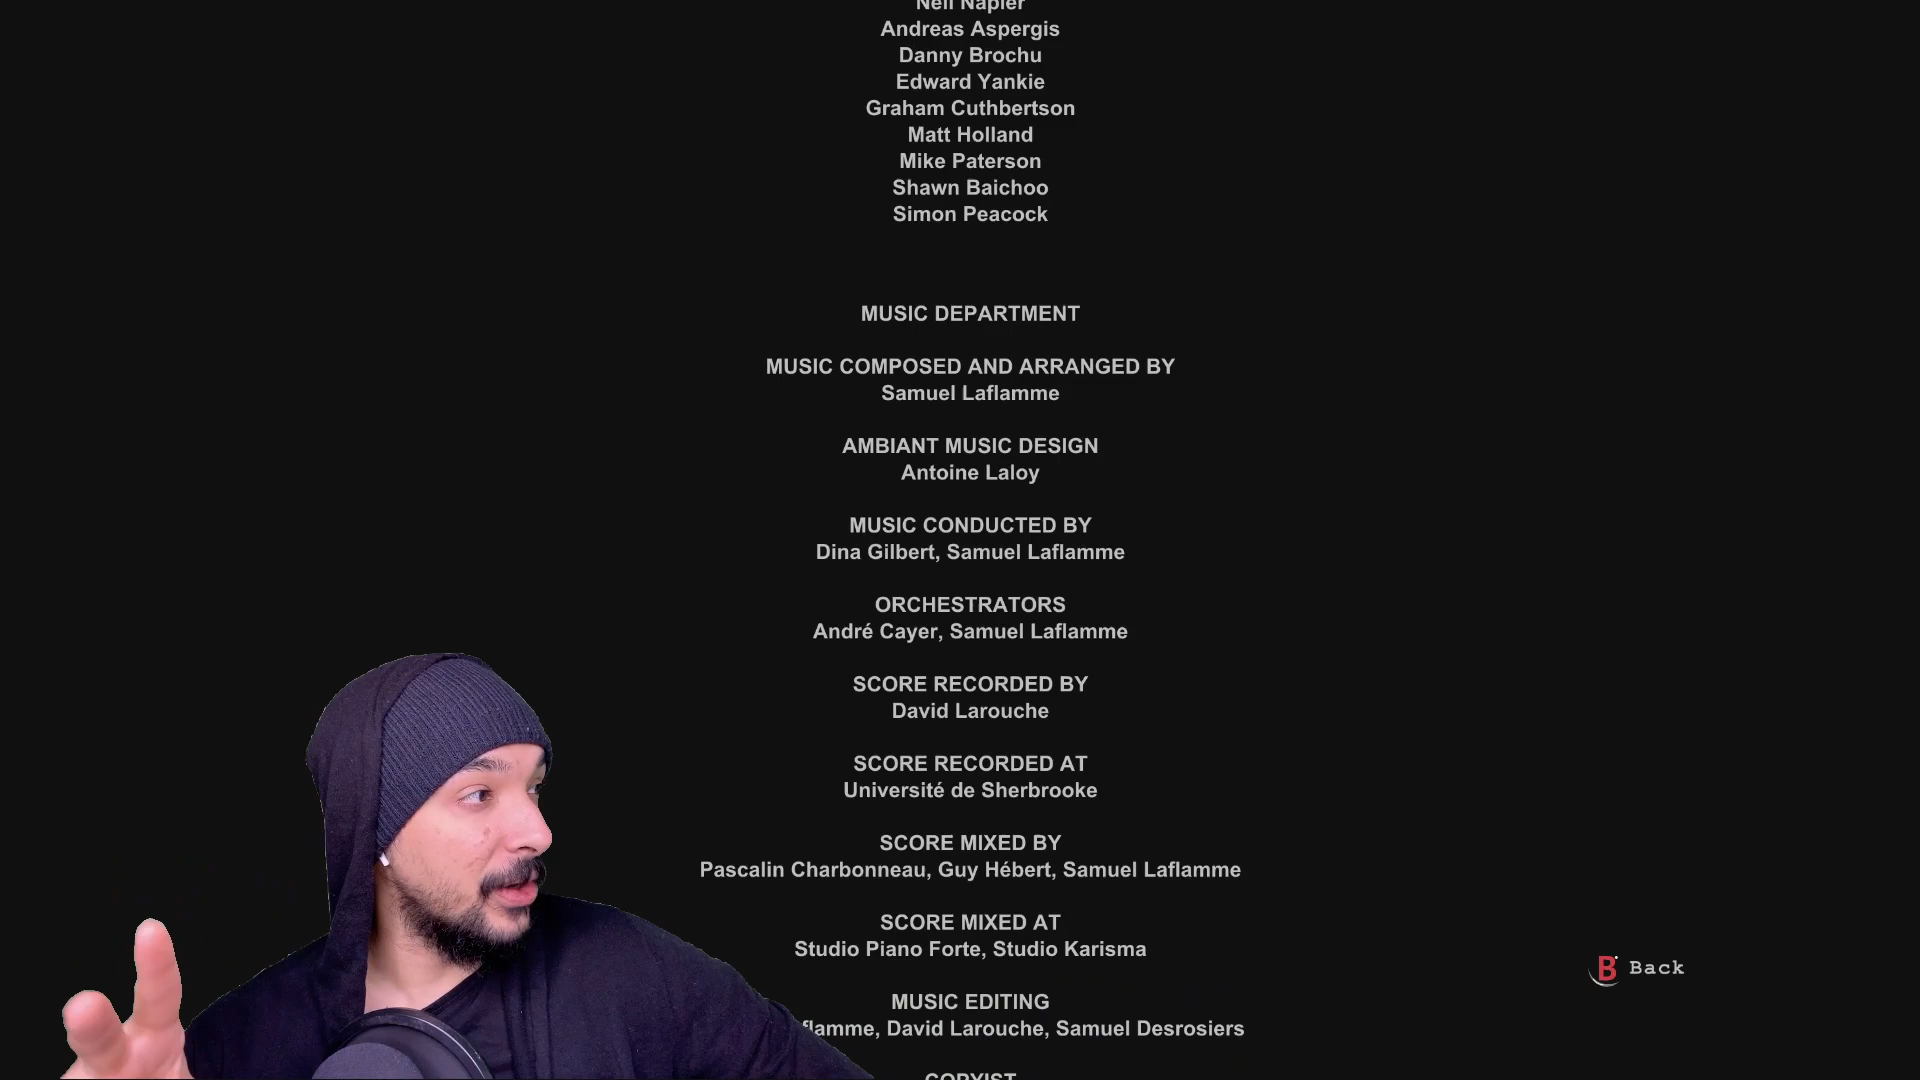 Neil Napier
Andreas Aspergis
Danny Brochu
Edward Yankie
Graham Cuthbertson
Matt Holland
Mike Paterson
Shawn Baichoo
Simon Peacock
MUSIC DEPARTMENT
MUSIC COMPOSED AND ARRANGED BY
Samuel Laflamme
AMBIANT MUSIC DESIGN
Antoine Laloy
MUSIC CONDUCTED BY
Dina Gilbert, Samuel Laflamme
ORCHESTRATORS
André Cayer, Samuel Laflamme
SCORE RECORDED BY
David Larouche
SCORE RECORDED AT
Université de Sherbrooke
SCORE MIXED BY
Pascalin Charbonneau, Guy Hébert, Samuel Laflamme
SCORE MIXED AT
Studio Piano Forte, Studio Karisma
B Back
MUSIC EDITING
flamme, David Larouche, Samuel Desrosiers
COPYIST